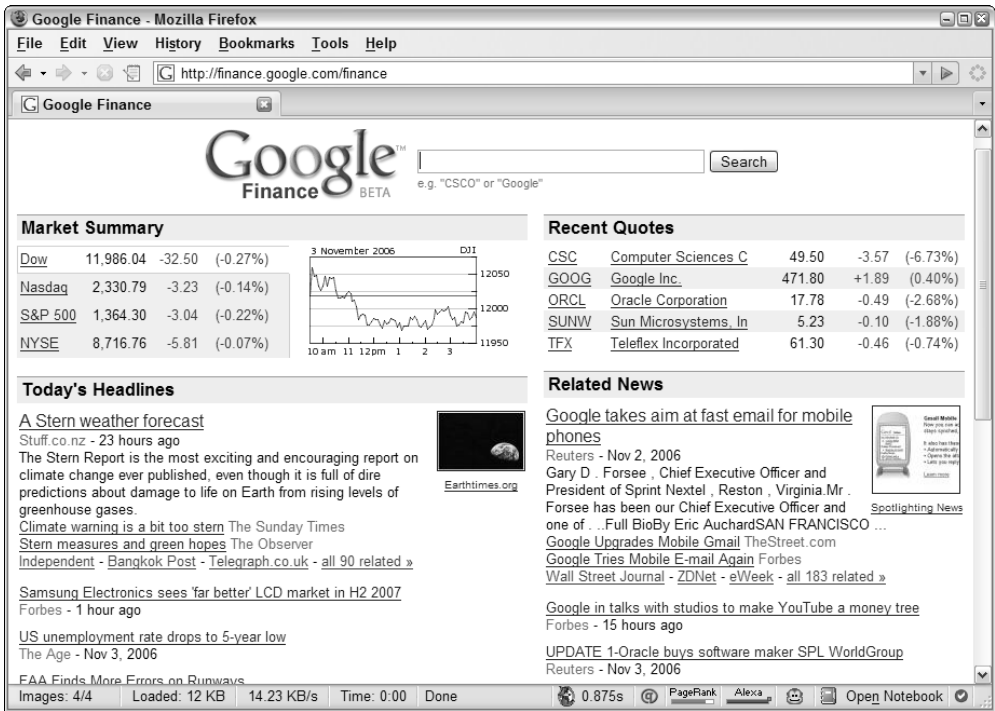 Google Finance - Mozilla Firefox
File Edit View History Bookmarks Tools Help
G http://finance.google.com/finance
G Google Finance
Google™
Finance BETA
Search
e.g. "CSCO" or "Google"
Market Summary
Dow 11,986.04 -32.50 (-0.27%)
Nasdaq 2,330.79 -3.23 (-0.14%)
S&P 500 1,364.30 -3.04 (-0.22%)
NYSE 8,716.76 -5.81 (-0.07%)
3 November 2006 DJI
12050
12000
11950
10 am 11 12pm 1 2 3
Recent Quotes
CSC Computer Sciences C 49.50 -3.57 (-6.73%)
GOOG Google Inc. 471.80 +1.89 (0.40%)
ORCL Oracle Corporation 17.78 -0.49 (-2.68%)
SUNW Sun Microsystems, In 5.23 -0.10 (-1.88%)
TFX Teleflex Incorporated 61.30 -0.46 (-0.74%)
Today's Headlines
A Stern weather forecast
Stuff.co.nz - 23 hours ago
The Stern Report is the most exciting and encouraging report on
climate change ever published, even though it is full of dire
predictions about damage to life on Earth from rising levels of
greenhouse gases.
Climate warning is a bit too stern The Sunday Times
Stern measures and green hopes The Observer
Independent - Bangkok Post - Telegraph.co.uk - all 90 related »
Earthtimes.org
Samsung Electronics sees 'far better' LCD market in H2 2007
Forbes - 1 hour ago
US unemployment rate drops to 5-year low
The Age - Nov 3, 2006
FAA Finds More Errors on Runways
Related News
Google takes aim at fast email for mobile
phones
Reuters - Nov 2, 2006
Gary D . Forsee , Chief Executive Officer and
President of Sprint Nextel , Reston , Virginia.Mr .
Forsee has been our Chief Executive Officer and
one of . ..Full BioBy Eric AuchardSAN FRANCISCO ...
Google Upgrades Mobile Gmail TheStreet.com
Google Tries Mobile E-mail Again Forbes
Wall Street Journal - ZDNet - eWeek - all 183 related »
Gmail Mobile
Learn more
Spotlighting News
Google in talks with studios to make YouTube a money tree
Forbes - 15 hours ago
UPDATE 1-Oracle buys software maker SPL WorldGroup
Reuters - Nov 3, 2006
Images: 4/4 Loaded: 12 KB 14.23 KB/s Time: 0:00 Done 0.875s @ PageRank Alexa Open Notebook